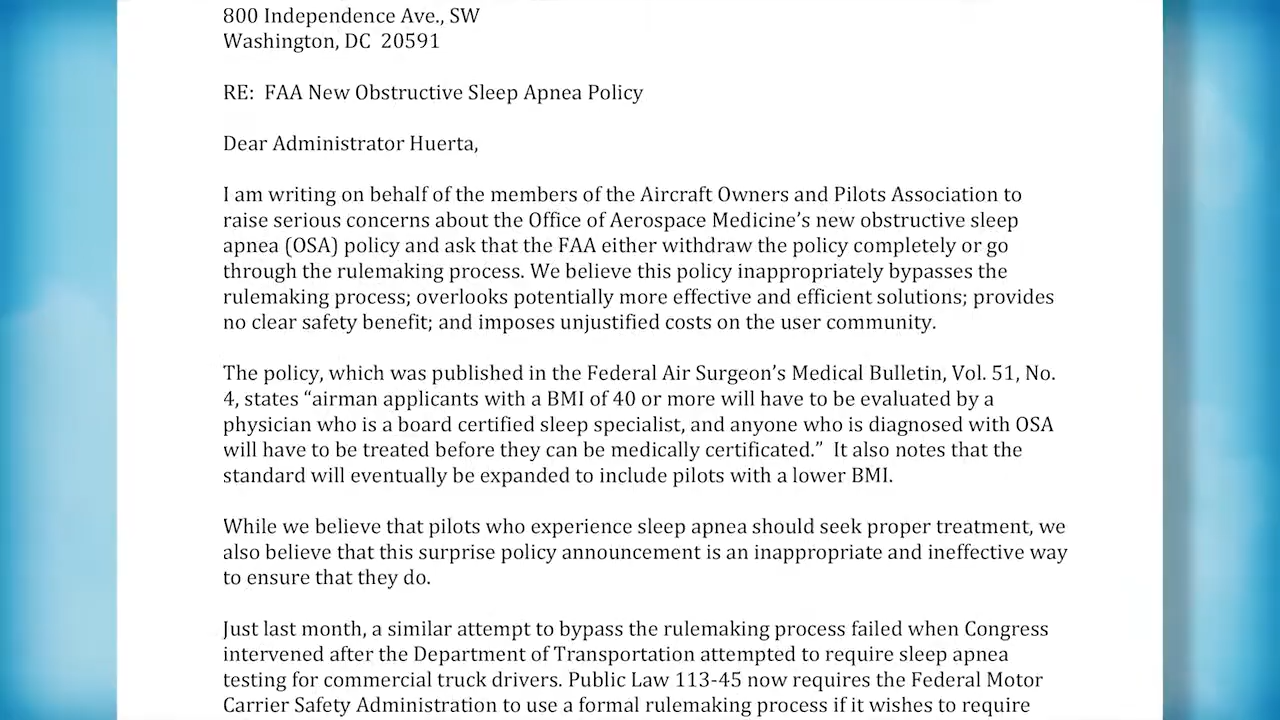 800 Independence Ave., SW
Washington, DC  20591
RE:  FAA New Obstructive Sleep Apnea Policy
Dear Administrator Huerta,
I am writing on behalf of the members of the Aircraft Owners and Pilots Association to
raise serious concerns about the Office of Aerospace Medicine’s new obstructive sleep
apnea (OSA) policy and ask that the FAA either withdraw the policy completely or go
through the rulemaking process. We believe this policy inappropriately bypasses the
rulemaking process; overlooks potentially more effective and efficient solutions; provides
no clear safety benefit; and imposes unjustified costs on the user community.
The policy, which was published in the Federal Air Surgeon’s Medical Bulletin, Vol. 51, No.
4, states “airman applicants with a BMI of 40 or more will have to be evaluated by a
physician who is a board certified sleep specialist, and anyone who is diagnosed with OSA
will have to be treated before they can be medically certificated.”  It also notes that the
standard will eventually be expanded to include pilots with a lower BMI.
While we believe that pilots who experience sleep apnea should seek proper treatment, we
also believe that this surprise policy announcement is an inappropriate and ineffective way
to ensure that they do.
Just last month, a similar attempt to bypass the rulemaking process failed when Congress
intervened after the Department of Transportation attempted to require sleep apnea
testing for commercial truck drivers. Public Law 113-45 now requires the Federal Motor
Carrier Safety Administration to use a formal rulemaking process if it wishes to require